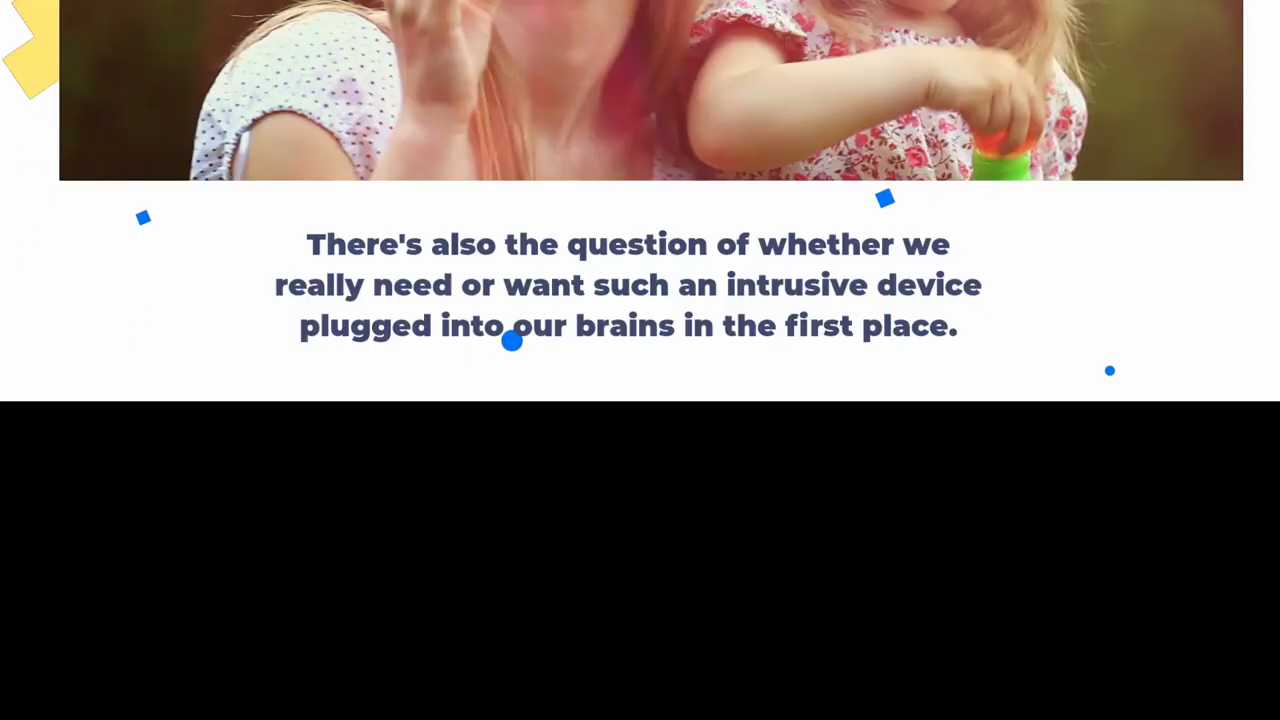 There's also the question of whether we
really need or want such an intrusive device
plugged into our brains in the first place.